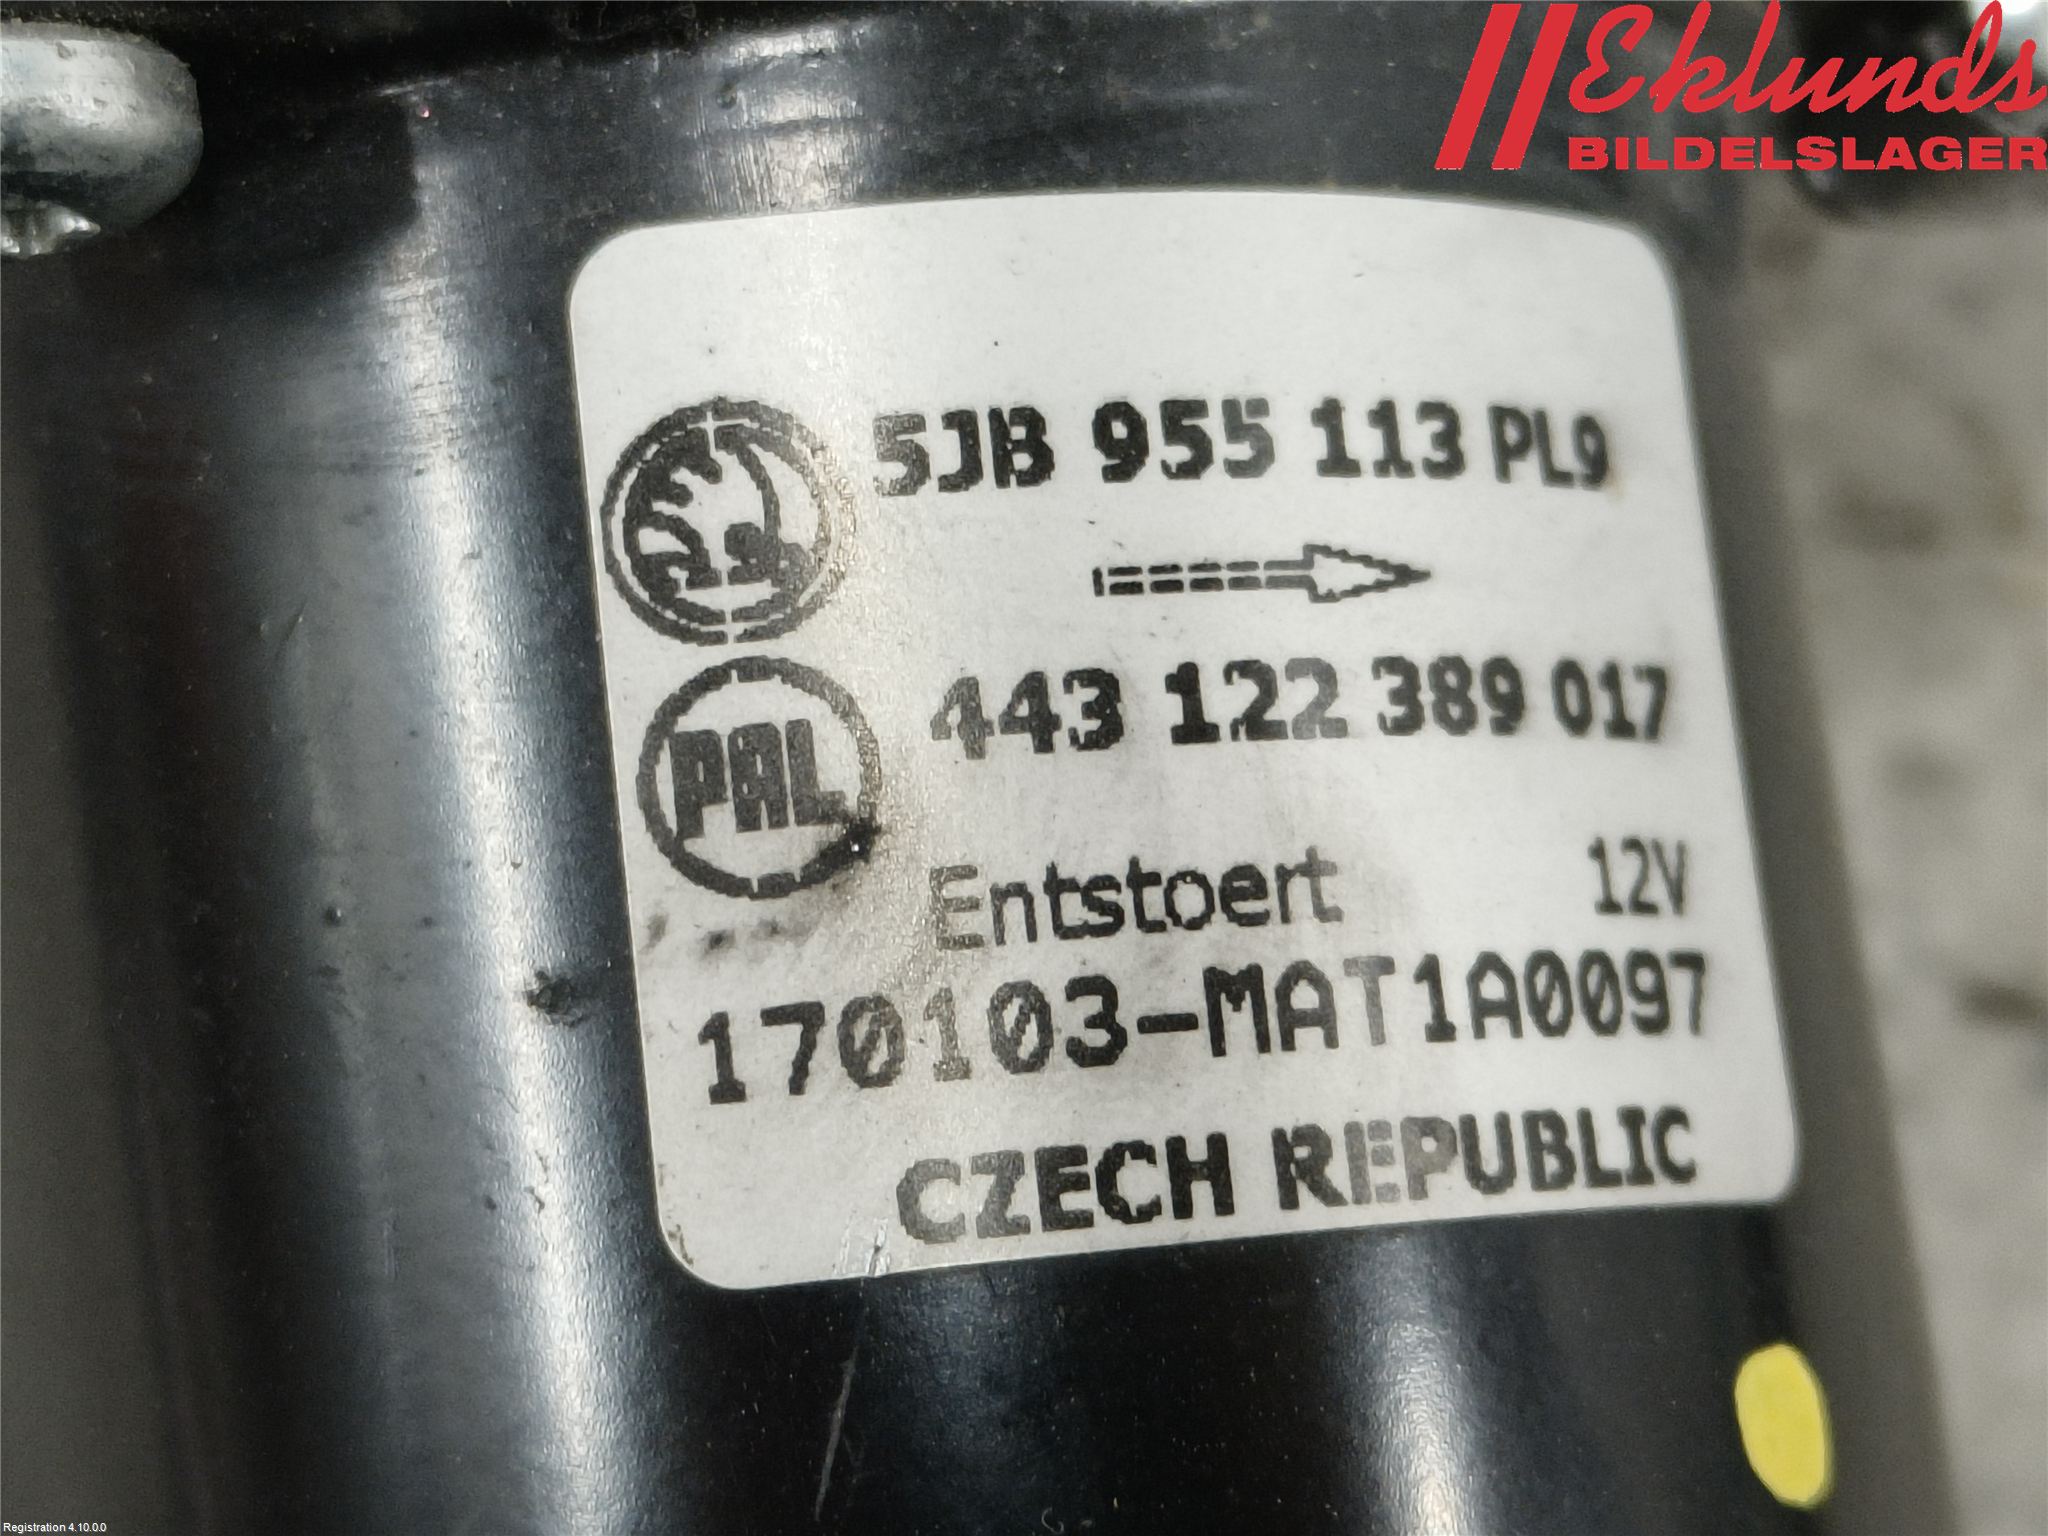 Eklunds
BILDELSLAGER
5JB 955 113 PL9
443 122 389 017
PAL
Entstoert 12V
170103-MAT1A0097
CZECH REPUBLIC
Registration 4.10.0.0